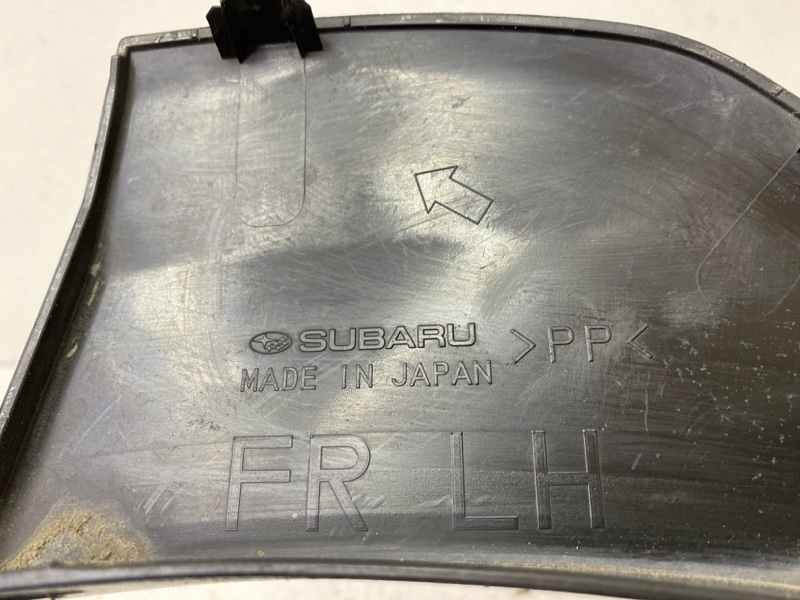 SUBARU >PP<
MADE IN JAPAN
FR LH